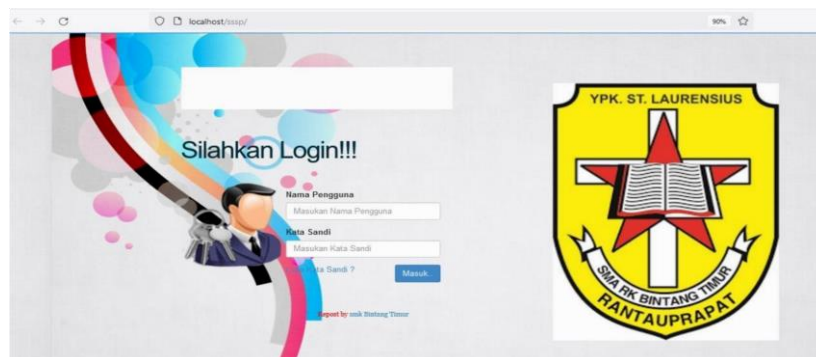 localhost/sssp/
90%
Silahkan Login!!!
Nama Pengguna
Masukan Nama Pengguna
Kata Sandi
Masukan Kata Sandi
Kata Sandi ?
Masuk..
Report by smk Bintang Timur
YPK. ST. LAURENSIUS
SMA RK BINTANG TIMUR
RANTAUPRAPAT